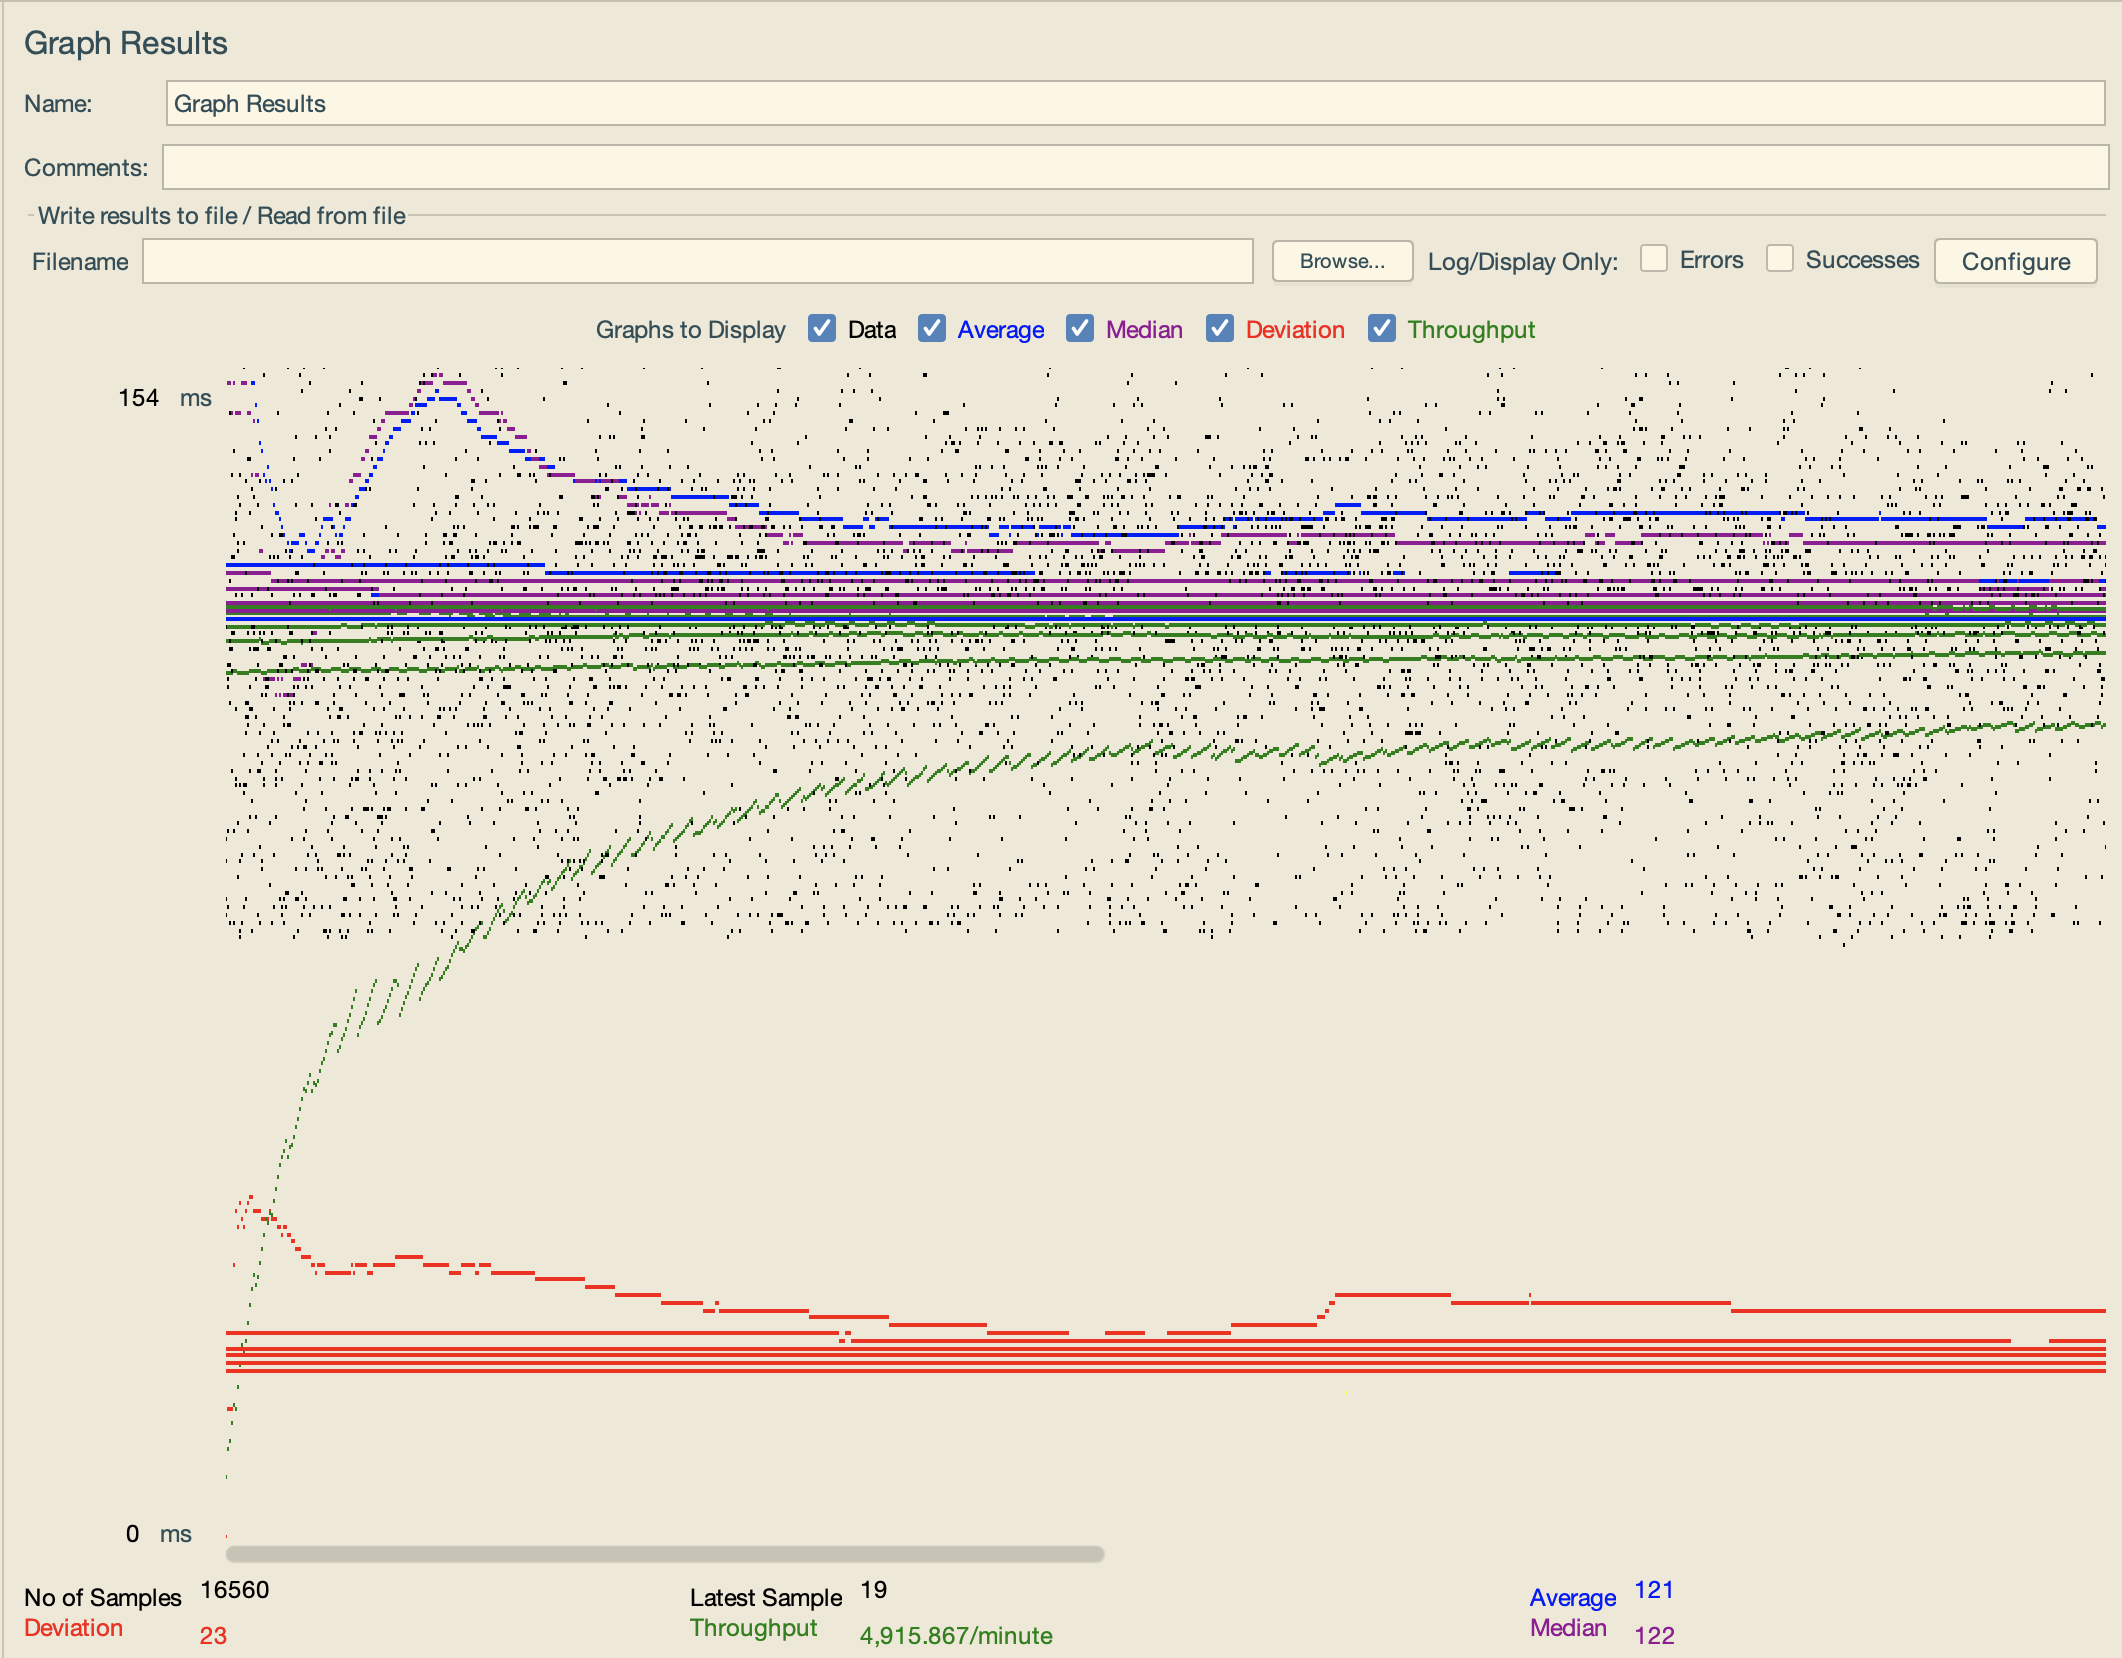 Graph Results
Name: Graph Results
Comments:
Write results to file / Read from file
Filename Browse... Log/Display Only: Errors Successes Configure
Graphs to Display Data Average Median Deviation Throughput
154 ms
0 ms
No of Samples 16560 Latest Sample 19 Average 121
Deviation 23 Throughput 4,915.867/minute Median 122